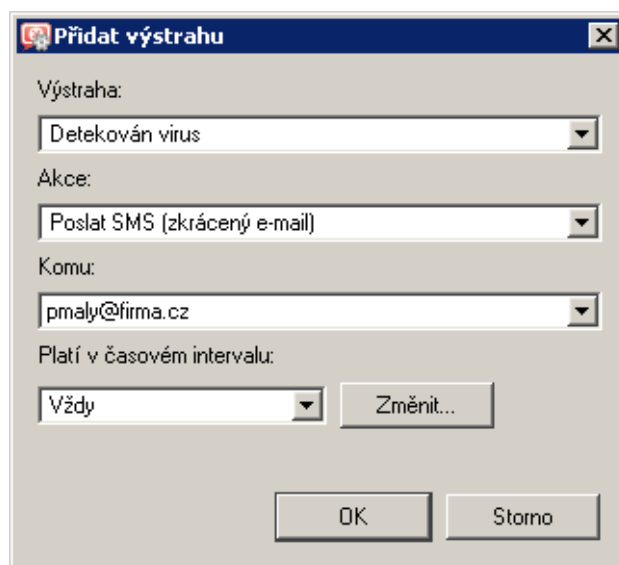 Přidat výstrahu
Výstraha:
Detekován virus
Akce:
Poslat SMS (zkrácený e-mail)
Komu:
pmaly@firma.cz
Platí v časovém intervalu:
Vždy
Změnit...
OK
Storno